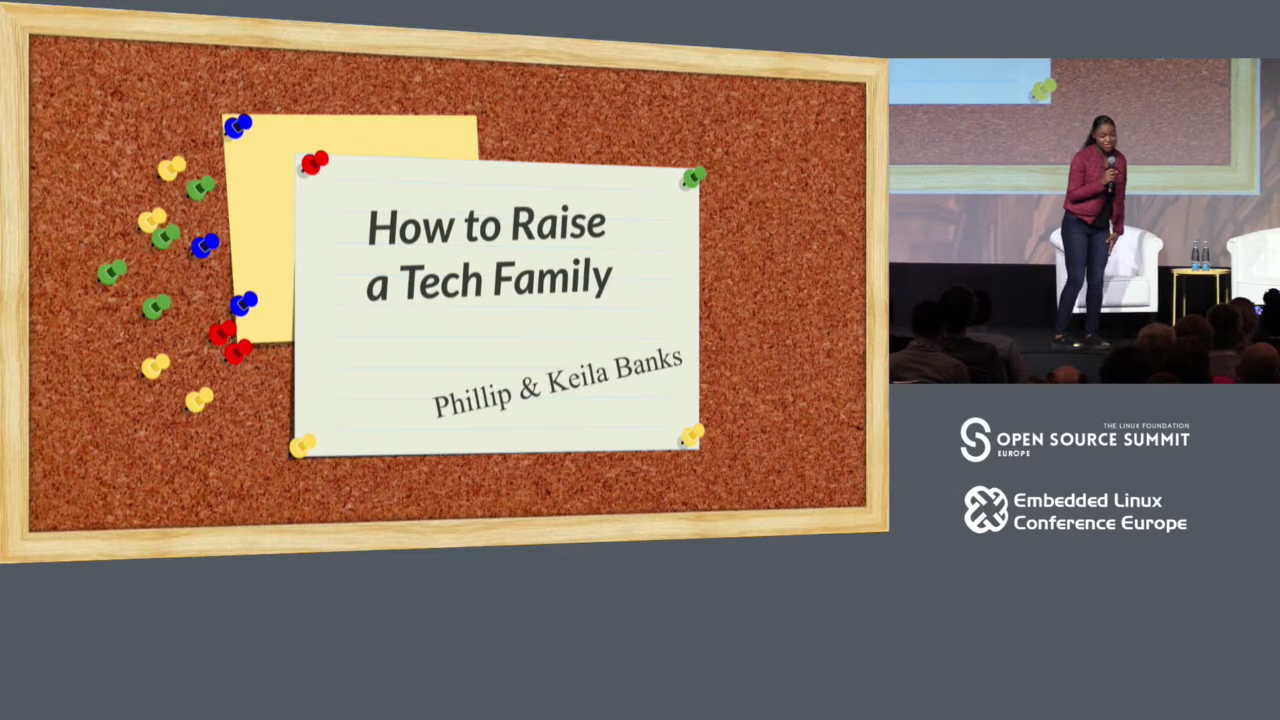 How to Raise
a Tech Family
Phillip & Keila Banks
THE LINUX FOUNDATION
OPEN SOURCE SUMMIT
EUROPE
Embedded Linux
Conference Europe